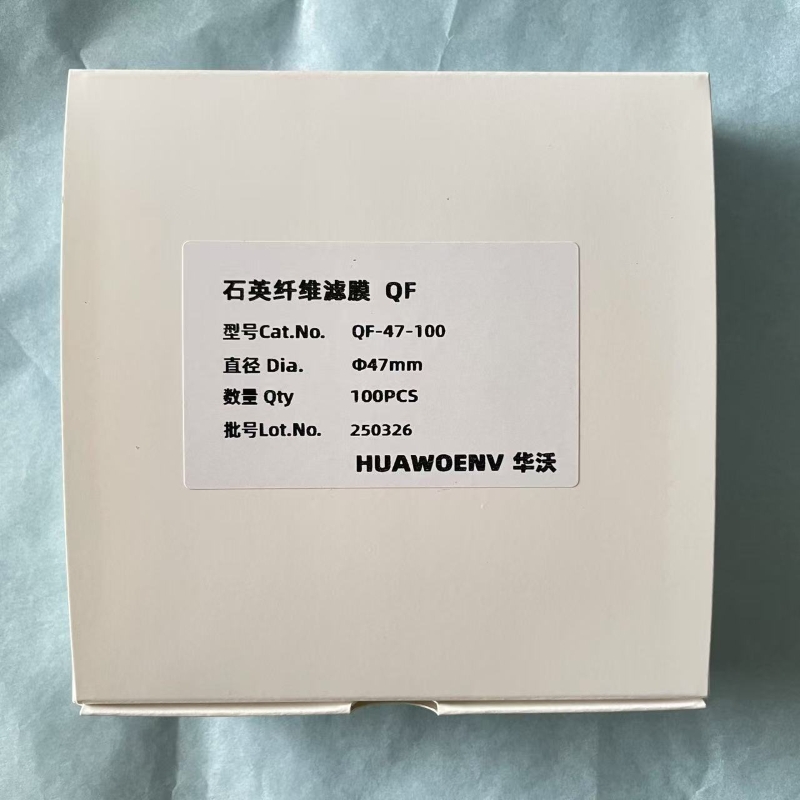 石英纤维滤膜 QF
型号Cat.No. QF-47-100
直径 Dia. Φ47mm
数量 Qty 100PCS
批号Lot.No. 250326
HUAWOENV 华沃